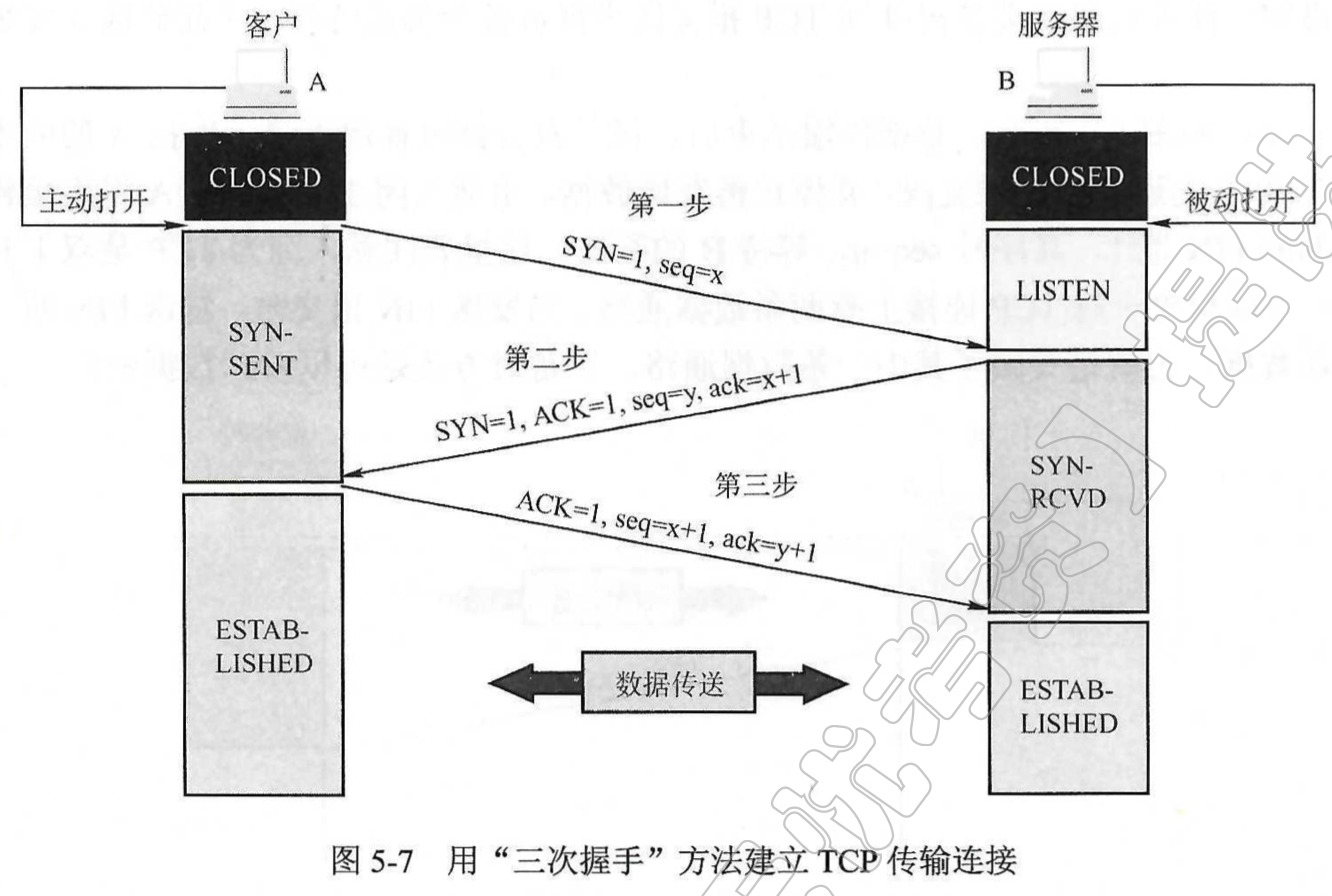 客户
服务器
A
B
CLOSED
CLOSED
主动打开
第一步
被动打开
SYN=1, seq=x
LISTEN
SYN-
SENT
第二步
SYN=1, ACK=1, seq=y, ack=x+1
SYN-
RCVD
第三步
ACK=1, seq=x+1, ack=y+1
ESTAB-
LISHED
数据传送
ESTAB-
LISHED
图 5-7 用“三次握手”方法建立 TCP 传输连接